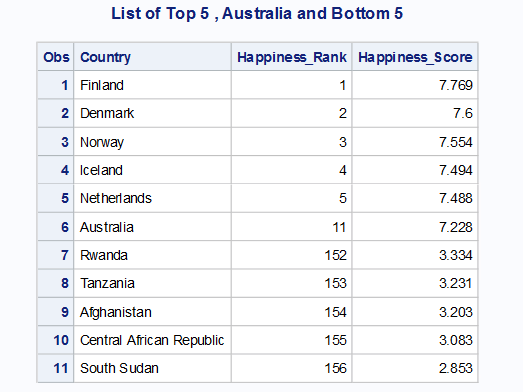 List of Top 5 , Australia and Bottom 5
Obs Country Happiness_Rank Happiness_Score
1 Finland 1 7.769
2 Denmark 2 7.6
3 Norway 3 7.554
4 Iceland 4 7.494
5 Netherlands 5 7.488
6 Australia 11 7.228
7 Rwanda 152 3.334
8 Tanzania 153 3.231
9 Afghanistan 154 3.203
10 Central African Republic 155 3.083
11 South Sudan 156 2.853